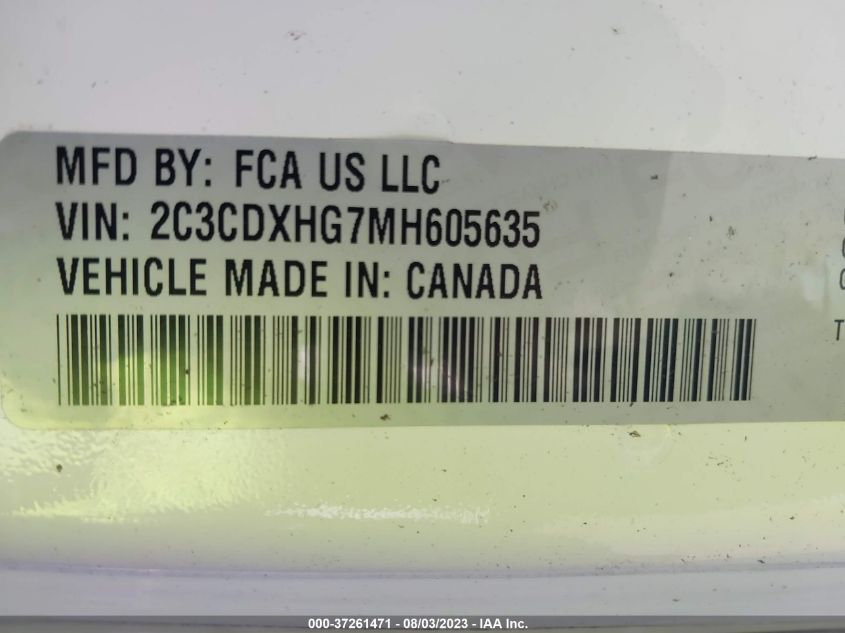 MFD BY: FCA US LLC
VIN: 2C3CDXHG7MH605635
VEHICLE MADE IN: CANADA
T
000-37261471 - 08/03/2023 - IAA Inc.